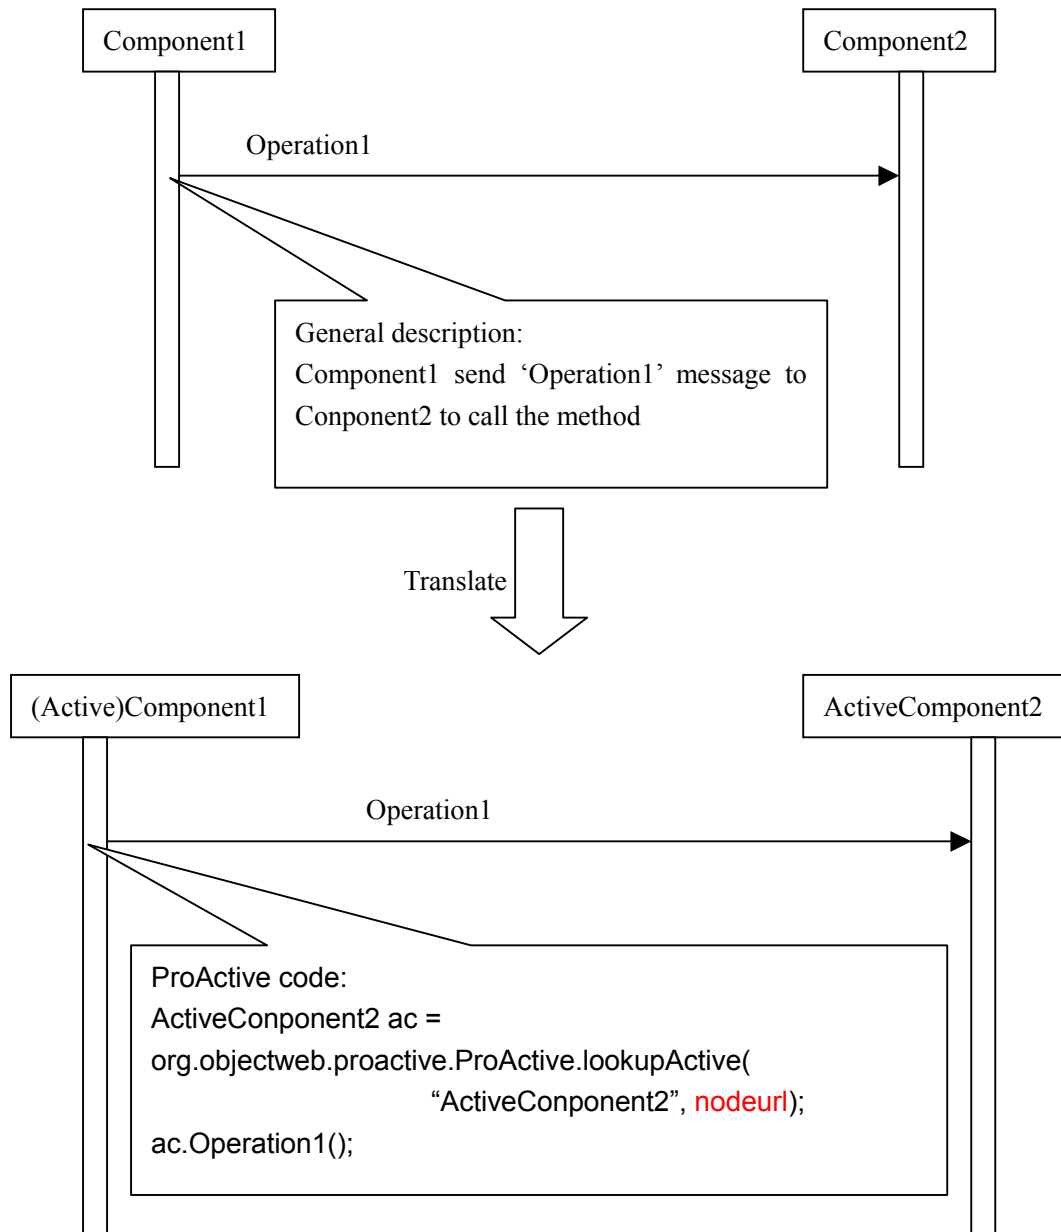 Component1
Component2
Operation1
General description:
Component1 send ‘Operation1’ message to
Conponent2 to call the method
Translate
(Active)Component1
ActiveComponent2
Operation1
ProActive code:
ActiveConponent2 ac =
org.objectweb.proactive.ProActive.lookupActive(
“ActiveConponent2”, nodeurl);
ac.Operation1();